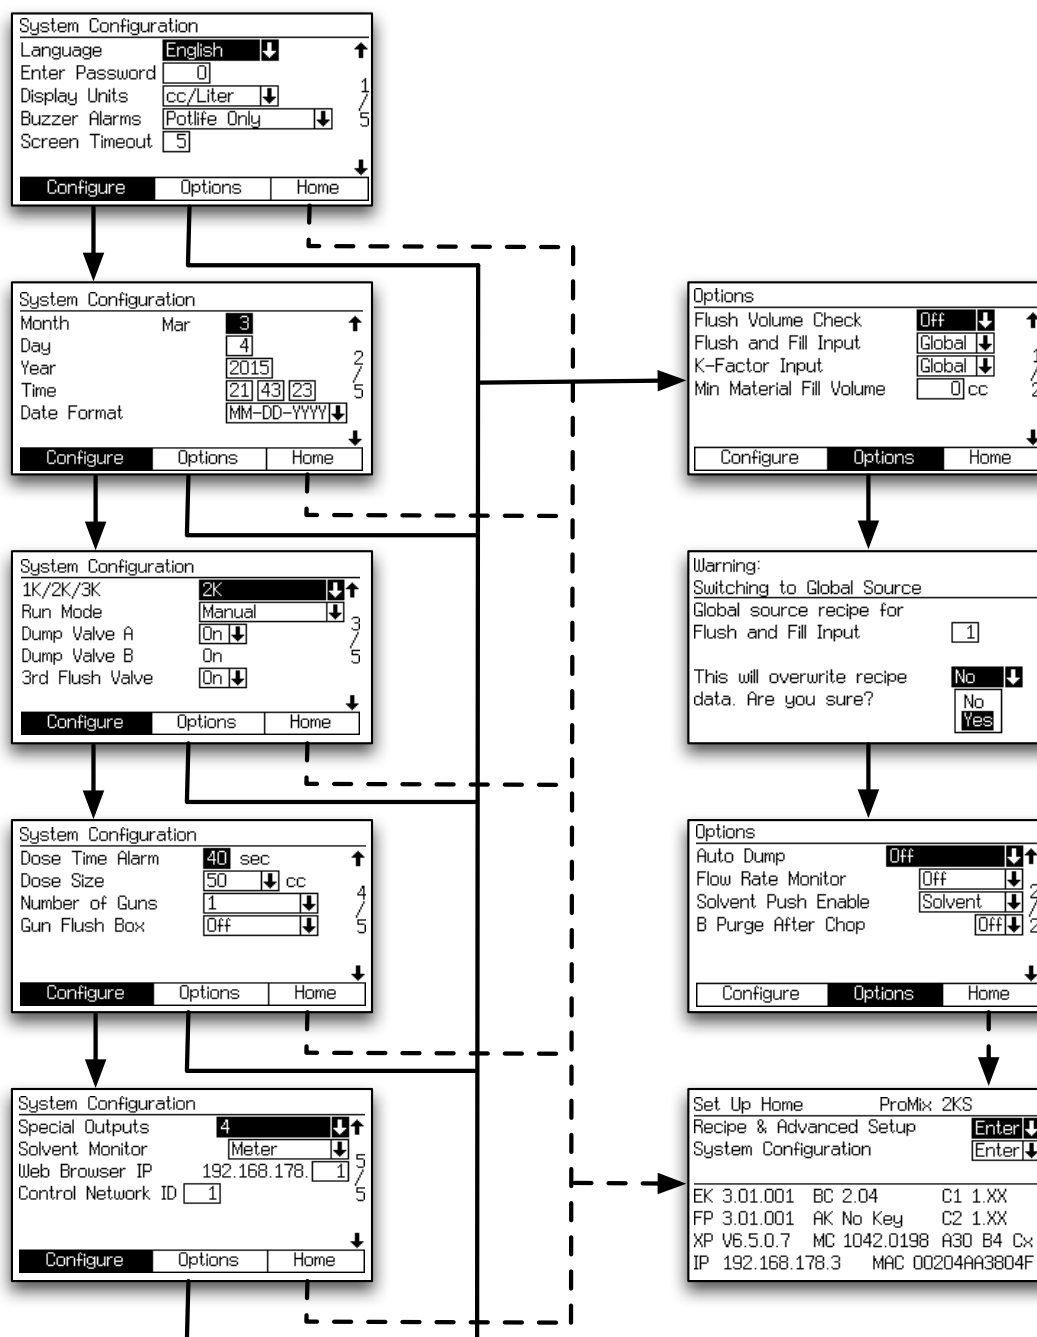 System Configuration
Language English
Enter Password 0
Display Units cc/Liter
Buzzer Alarms Potlife Only
Screen Timeout 5
1/5
Configure Options Home
System Configuration
Month Mar 3
Day 4
Year 2015
Time 21 43 23
Date Format MM-DD-YYYY
2/5
Configure Options Home
System Configuration
1K/2K/3K 2K
Run Mode Manual
Dump Valve A On
Dump Valve B On
3rd Flush Valve On
3/5
Configure Options Home
System Configuration
Dose Time Alarm 40 sec
Dose Size 50 cc
Number of Guns 1
Gun Flush Box Off
4/5
Configure Options Home
System Configuration
Special Outputs 4
Solvent Monitor Meter
Web Browser IP 192.168.178. 1
Control Network ID 1
5/5
Configure Options Home
Options
Flush Volume Check Off
Flush and Fill Input Global
K-Factor Input Global
Min Material Fill Volume 0 cc
1/2
Configure Options Home
Warning:
Switching to Global Source
Global source recipe for
Flush and Fill Input 1
This will overwrite recipe No
data. Are you sure? No
Yes
Options
Auto Dump Off
Flow Rate Monitor Off
Solvent Push Enable Solvent
B Purge After Chop Off
2/2
Configure Options Home
Set Up Home ProMix 2KS
Recipe & Advanced Setup Enter
System Configuration Enter
EK 3.01.001 BC 2.04 C1 1.XX
FP 3.01.001 AK No Key C2 1.XX
XP V6.5.0.7 MC 1042.0198 A30 B4 Cx
IP 192.168.178.3 MAC 00204AA3804F